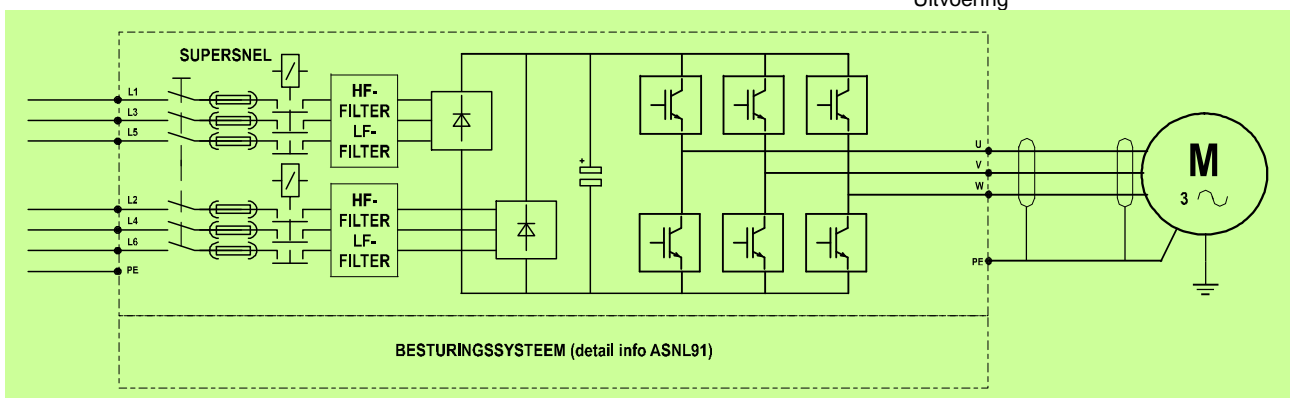 Uitvoering
SUPERSNEL
L1
L3
L5
HF-
FILTER
LF-
FILTER
L2
L4
L6
PE
HF-
FILTER
LF-
FILTER
+
U
V
W
PE
M
3
BESTURINGSSYSTEEM (detail info ASNL91)